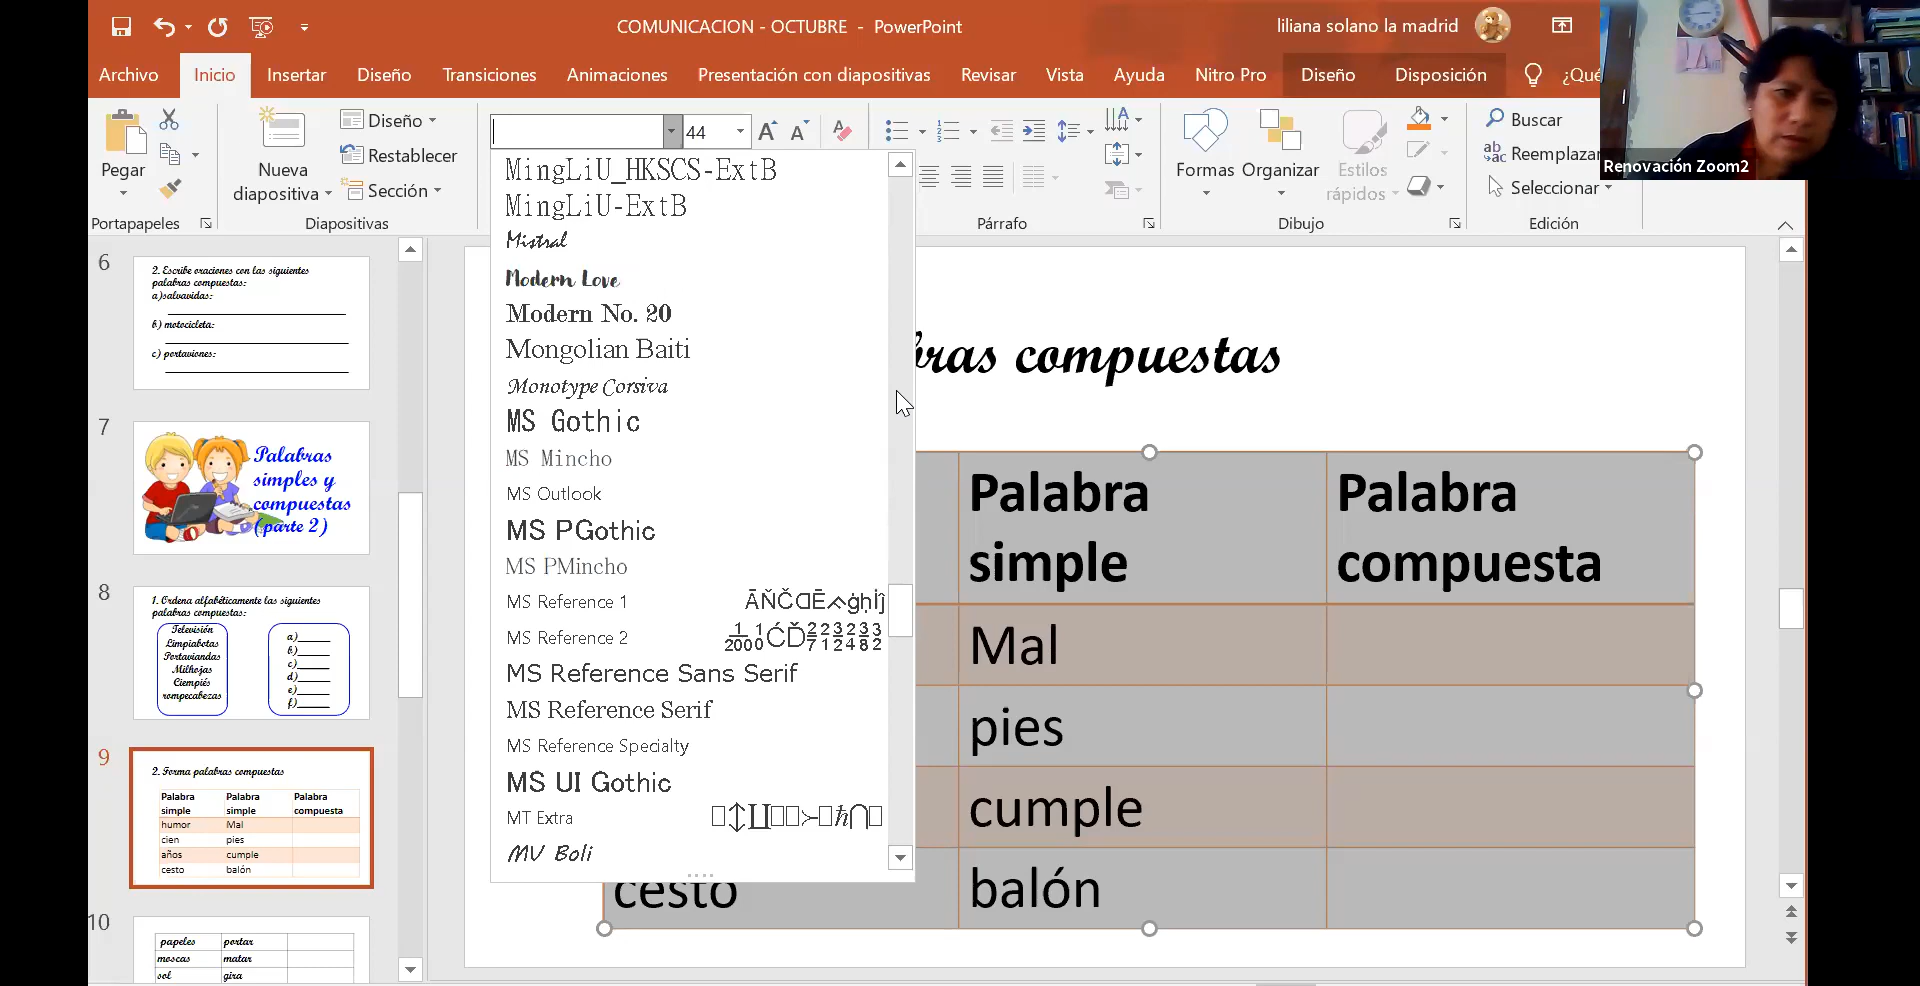 COMUNICACION - OCTUBRE - PowerPoint
liliana solano la madrid
Archivo Inicio Insertar Diseño Transiciones Animaciones Presentación con diapositivas Revisar Vista Ayuda Nitro Pro Diseño Disposición ¿Qué
Pegar
Portapapeles
Nueva
diapositiva
Diseño
Restablecer
Sección
Diapositivas
44
Párrafo
Formas
Organizar
Estilos
rápidos
Dibujo
Buscar
Reemplazar
Seleccionar
Edición
Renovación Zoom2
MingLiU_HKSCS-ExtB
MingLiU-ExtB
Mistral
Modern Love
Modern No. 20
Mongolian Baiti
Monotype Corsiva
MS Gothic
MS Mincho
MS Outlook
MS PGothic
MS PMincho
MS Reference 1
MS Reference 2
MS Reference Sans Serif
MS Reference Serif
MS Reference Specialty
MS UI Gothic
MT Extra
MV Boli
6
2. Escribe oraciones con las siguientes
palabras compuestas:
a)salvavidas:
b) motocicleta:
c) portaviones:
7
Palabras
simples y
compuestas
(parte 2)
8
1. Ordena alfabéticamente las siguientes
palabras compuestas:
Televisión
Limpiabotas
Portaviandas
Milhojas
Ciempiés
rompecabezas
a)______
b)______
c)______
d)______
e)______
f)______
9
2. Forma palabras compuestas
Palabra simple Palabra simple Palabra compuesta
humor Mal
cien pies
años cumple
cesto balón
10
papeles portar
moscas matar
sol gira
bras compuestas
Palabra
simple
Palabra
compuesta
Mal
pies
cumple
cesto balón